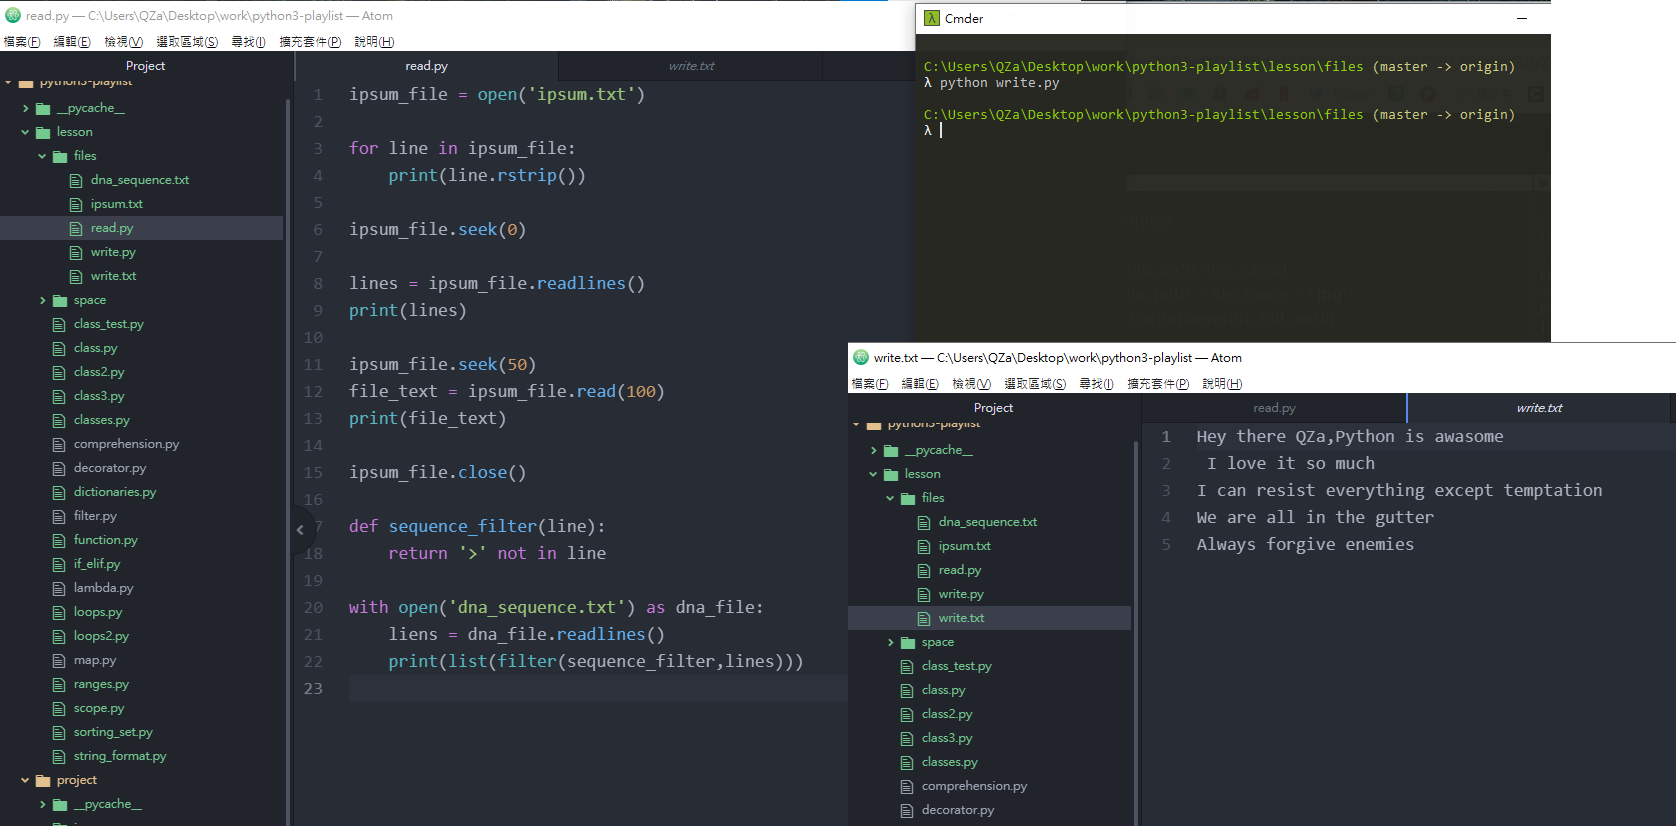 read.py — C:\Users\QZa\Desktop\work\python3-playlist — Atom
檔案(F) 編輯(E) 檢視(V) 選取區域(S) 尋找(I) 擴充套件(P) 說明(H)
Project
python3-playlist
__pycache__
lesson
files
dna_sequence.txt
ipsum.txt
read.py
write.py
write.txt
space
class_test.py
class.py
class2.py
class3.py
classes.py
comprehension.py
decorator.py
dictionaries.py
filter.py
function.py
if_elif.py
lambda.py
loops.py
loops2.py
map.py
ranges.py
scope.py
sorting_set.py
string_format.py
project
__pycache__
read.py write.txt
1 ipsum_file = open('ipsum.txt')
2
3 for line in ipsum_file:
4 print(line.rstrip())
5
6 ipsum_file.seek(0)
7
8 lines = ipsum_file.readlines()
9 print(lines)
10
11 ipsum_file.seek(50)
12 file_text = ipsum_file.read(100)
13 print(file_text)
14
15 ipsum_file.close()
16
7 def sequence_filter(line):
18 return '>' not in line
19
20 with open('dna_sequence.txt') as dna_file:
21 liens = dna_file.readlines()
22 print(list(filter(sequence_filter,lines)))
23
Cmder
C:\Users\QZa\Desktop\work\python3-playlist\lesson\files (master -> origin)
λ python write.py
C:\Users\QZa\Desktop\work\python3-playlist\lesson\files (master -> origin)
λ
write.txt — C:\Users\QZa\Desktop\work\python3-playlist — Atom
檔案(F) 編輯(E) 檢視(V) 選取區域(S) 尋找(I) 擴充套件(P) 說明(H)
Project
python3-playlist
__pycache__
lesson
files
dna_sequence.txt
ipsum.txt
read.py
write.py
write.txt
space
class_test.py
class.py
class2.py
class3.py
classes.py
comprehension.py
decorator.py
read.py write.txt
1 Hey there QZa,Python is awasome
2 I love it so much
3 I can resist everything except temptation
4 We are all in the gutter
5 Always forgive enemies